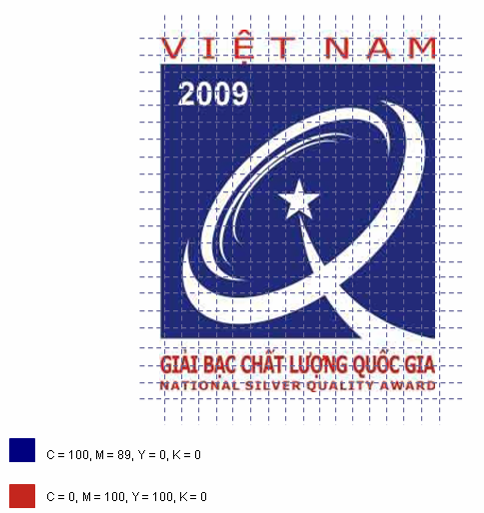 VIỆT NAM
2009
GIẢI BẠC CHẤT LƯỢNG QUỐC GIA
NATIONAL SILVER QUALITY AWARD
C = 100, M = 89, Y = 0, K = 0
C = 0, M = 100, Y = 100, K = 0